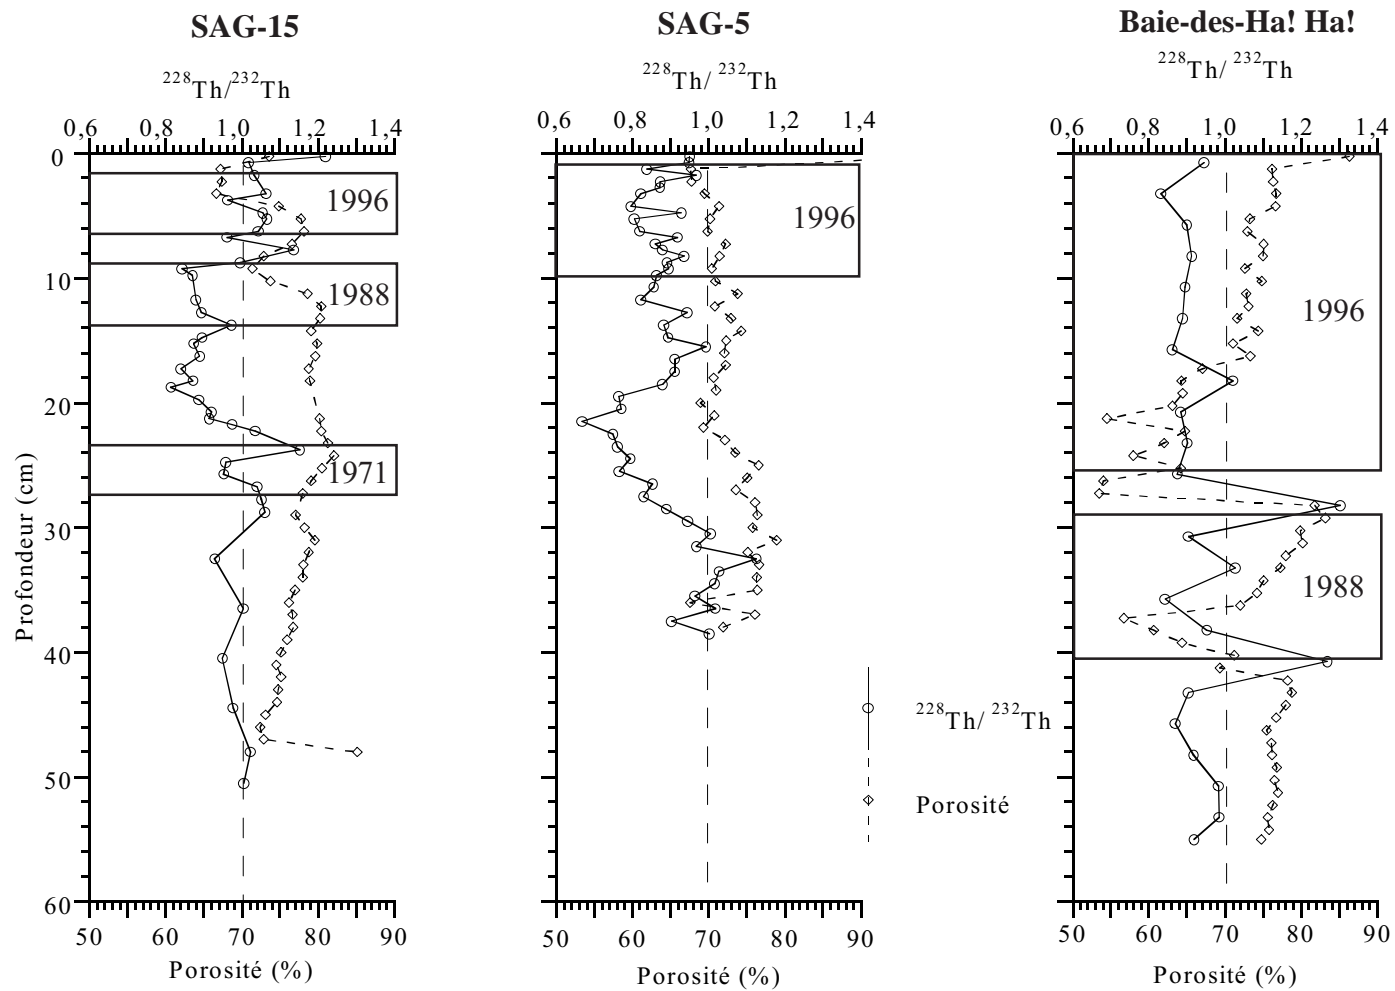 SAG-15
228Th/232Th
0,6 0,8 1,0 1,2 1,4
0
10
20
30
40
50
60
Profondeur (cm)
1996
1988
1971
50 60 70 80 90
Porosité (%)
SAG-5
228Th/ 232Th
0,6 0,8 1,0 1,2 1,4
1996
228Th/ 232Th
Porosité
50 60 70 80 90
Porosité (%)
Baie-des-Ha! Ha!
228Th/ 232Th
0,6 0,8 1,0 1,2 1,4
1996
1988
50 60 70 80 90
Porosité (%)